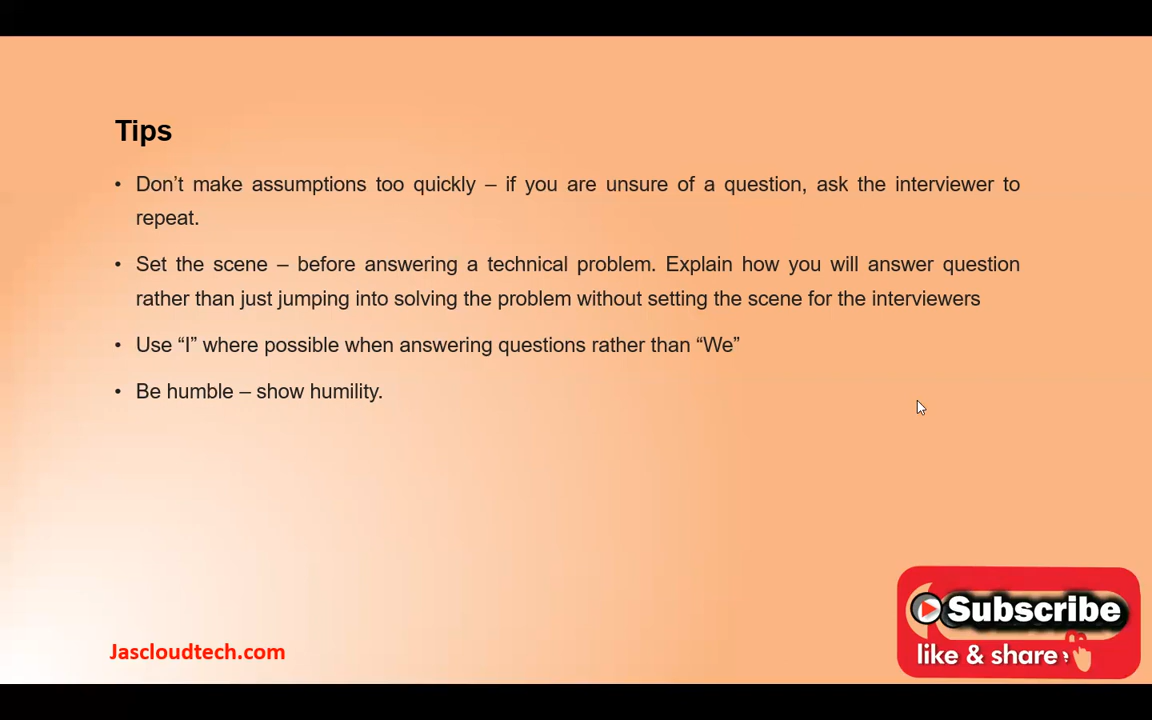 Tips
• Don’t make assumptions too quickly – if you are unsure of a question, ask the interviewer to
repeat.
• Set the scene – before answering a technical problem. Explain how you will answer question
rather than just jumping into solving the problem without setting the scene for the interviewers
• Use “I” where possible when answering questions rather than “We”
• Be humble – show humility.
Subscribe
like & share
Jascloudtech.com